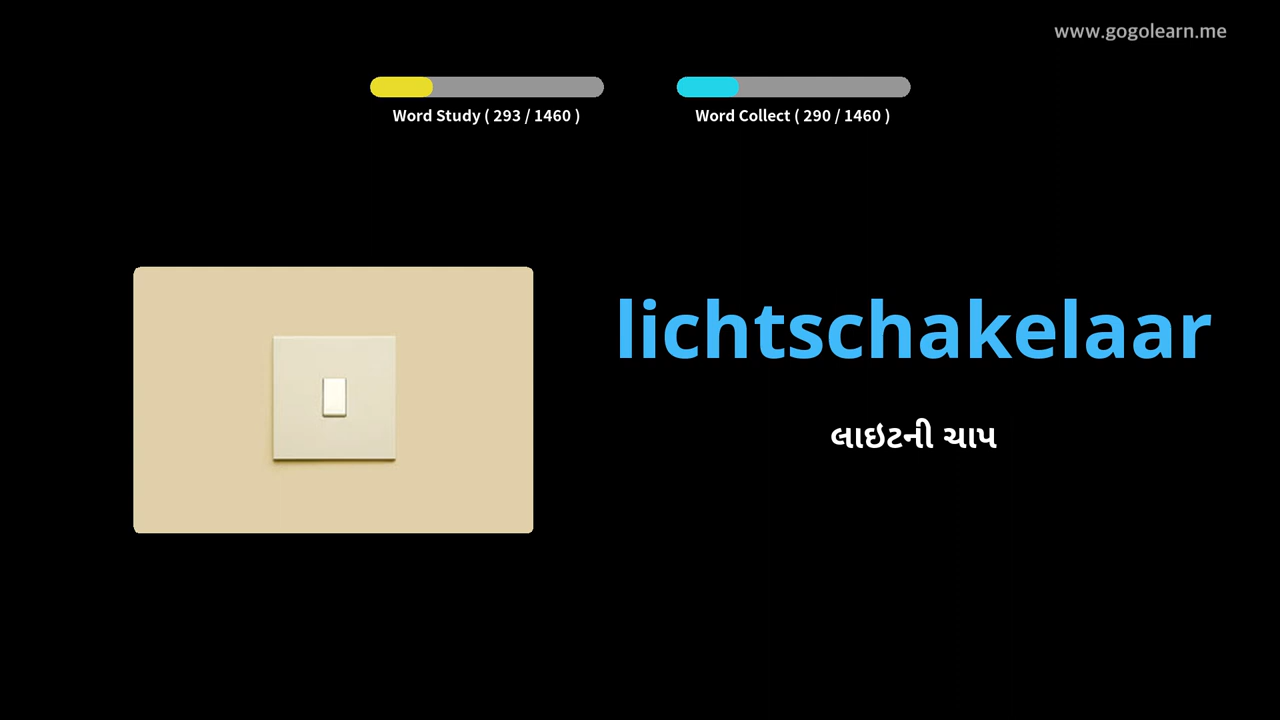 www.gogolearn.me
Word Study ( 293 / 1460 )
Word Collect ( 290 / 1460 )
lichtschakelaar
લાઇટની ચાપ